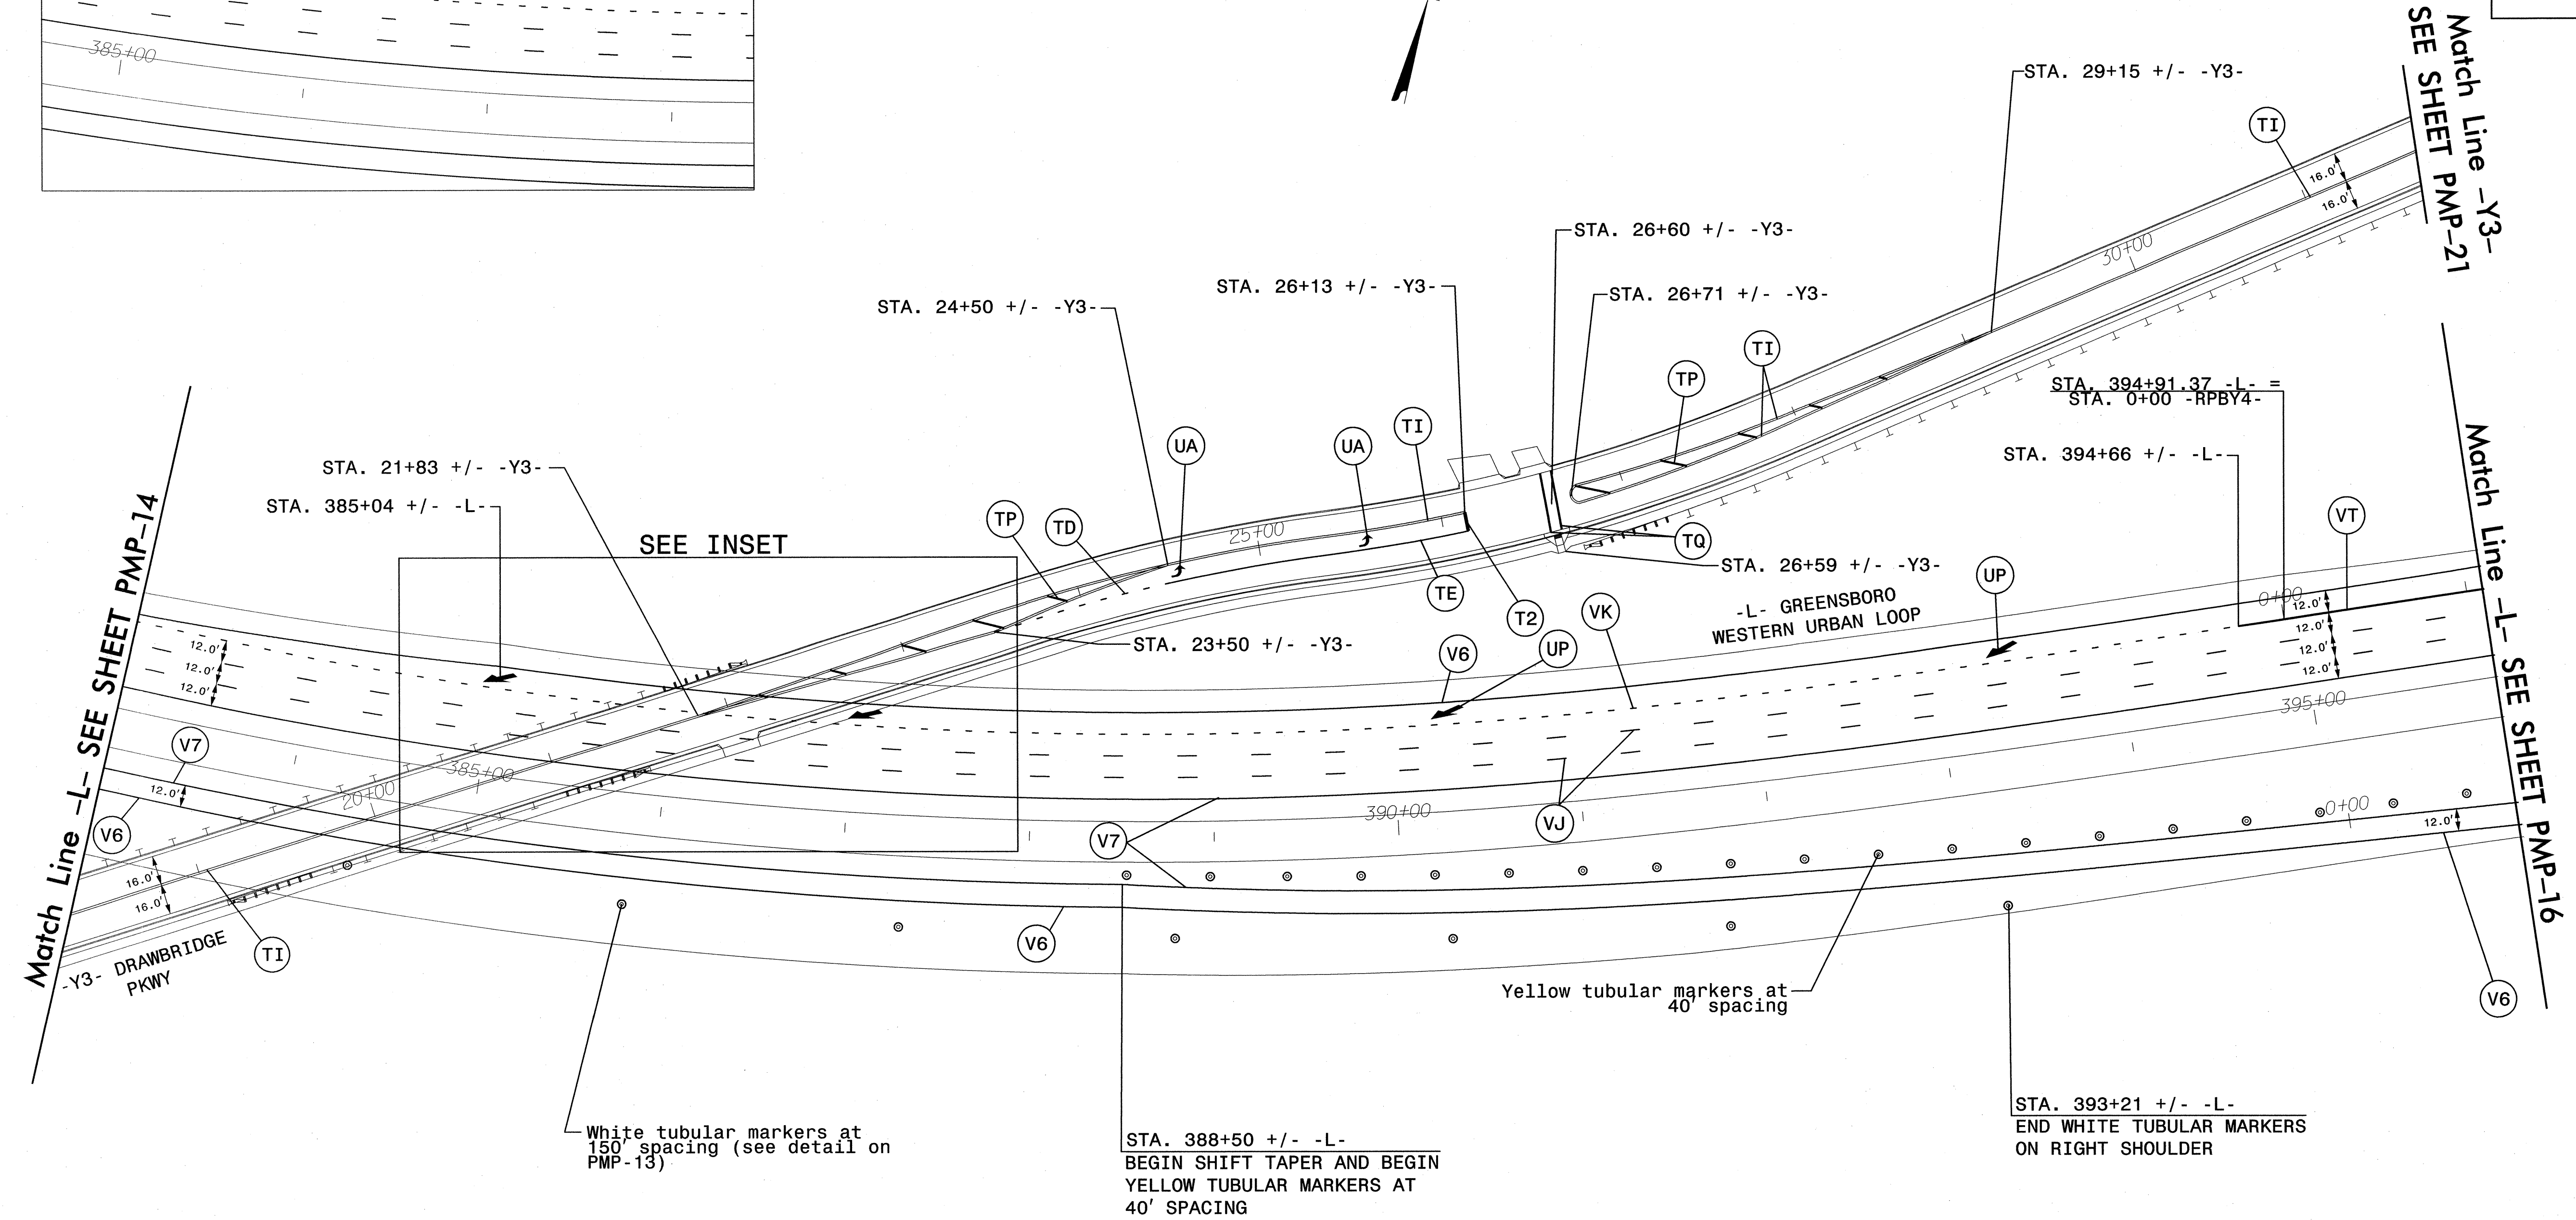 385+00
Match Line -Y3-
SEE SHEET PMP-21
STA. 29+15 +/- -Y3-
TI
16.0'
16.0'
STA. 26+60 +/- -Y3-
30+00
STA. 26+13 +/- -Y3-
STA. 26+71 +/- -Y3-
STA. 24+50 +/- -Y3-
TI
TP
STA. 394+91.37 -L- =
STA. 0+00 -RPBY4-
UA
UA
TI
STA. 394+66 +/- -L-
STA. 21+83 +/- -Y3-
STA. 385+04 +/- -L-
TP
TD
25+00
TQ
VT
SEE INSET
STA. 26+59 +/- -Y3-
UP
TE
T2
VK
-L- GREENSBORO
WESTERN URBAN LOOP
0+00
12.0'
12.0'
12.0'
12.0'
STA. 23+50 +/- -Y3-
V6
UP
12.0'
12.0'
12.0'
Match Line -L- SEE SHEET PMP-14
Match Line -L- SEE SHEET PMP-16
395+00
V7
385+00
20+00
12.0'
V6
390+00
VJ
V7
0+00
12.0'
16.0'
16.0'
TI
V6
-Y3- DRAWBRIDGE
PKWY
Yellow tubular markers at
40' spacing
V6
White tubular markers at
150' spacing (see detail on
PMP-13)
STA. 388+50 +/- -L-
BEGIN SHIFT TAPER AND BEGIN
YELLOW TUBULAR MARKERS AT
40' SPACING
STA. 393+21 +/- -L-
END WHITE TUBULAR MARKERS
ON RIGHT SHOULDER